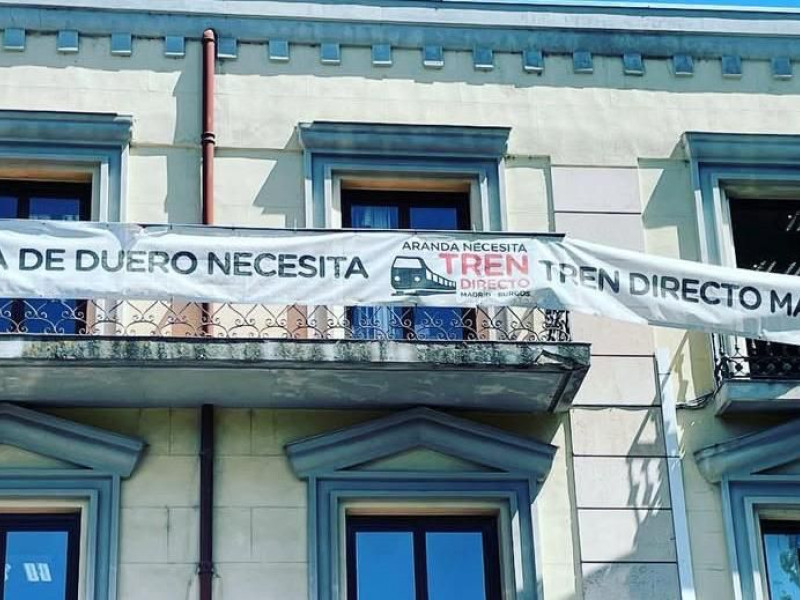 A DE DUERO NECESITA
ARANDA NECESITA
TREN
DIRECTO
MADRID - BURGOS
TREN DIRECTO MA